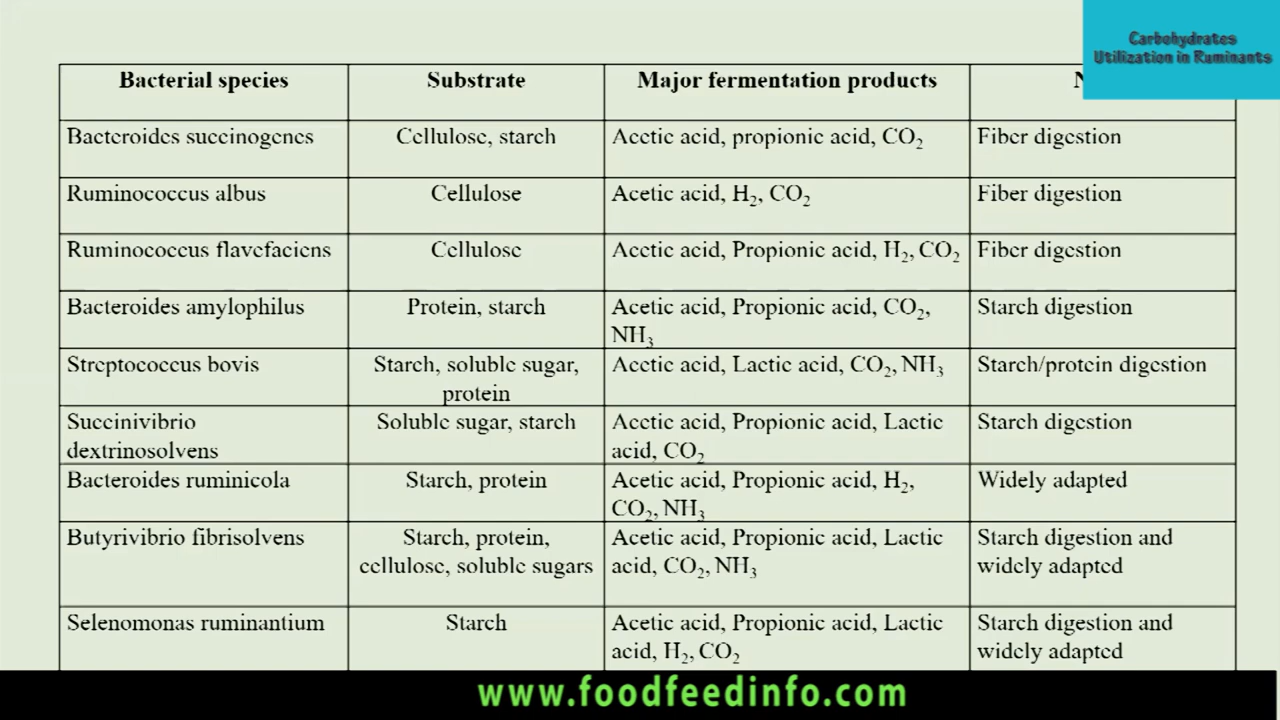 Carbohydrates
Utilization in Ruminants
Bacterial species Substrate Major fermentation products
Bacteroides succinogenes Cellulose, starch Acetic acid, propionic acid, CO₂ Fiber digestion
Ruminococcus albus Cellulose Acetic acid, H₂, CO₂ Fiber digestion
Ruminococcus flavefaciens Cellulose Acetic acid, Propionic acid, H₂, CO₂ Fiber digestion
Bacteroides amylophilus Protein, starch Acetic acid, Propionic acid, CO₂, Starch digestion
NH₃
Streptococcus bovis Starch, soluble sugar, Acetic acid, Lactic acid, CO₂, NH₃ Starch/protein digestion
protein
Succinivibrio Soluble sugar, starch Acetic acid, Propionic acid, Lactic Starch digestion
dextrinosolvens acid, CO₂
Bacteroides ruminicola Starch, protein Acetic acid, Propionic acid, H₂, Widely adapted
CO₂, NH₃
Butyrivibrio fibrisolvens Starch, protein, Acetic acid, Propionic acid, Lactic Starch digestion and
cellulose, soluble sugars acid, CO₂, NH₃ widely adapted
Selenomonas ruminantium Starch Acetic acid, Propionic acid, Lactic Starch digestion and
acid, H₂, CO₂ widely adapted
www.foodfeedinfo.com